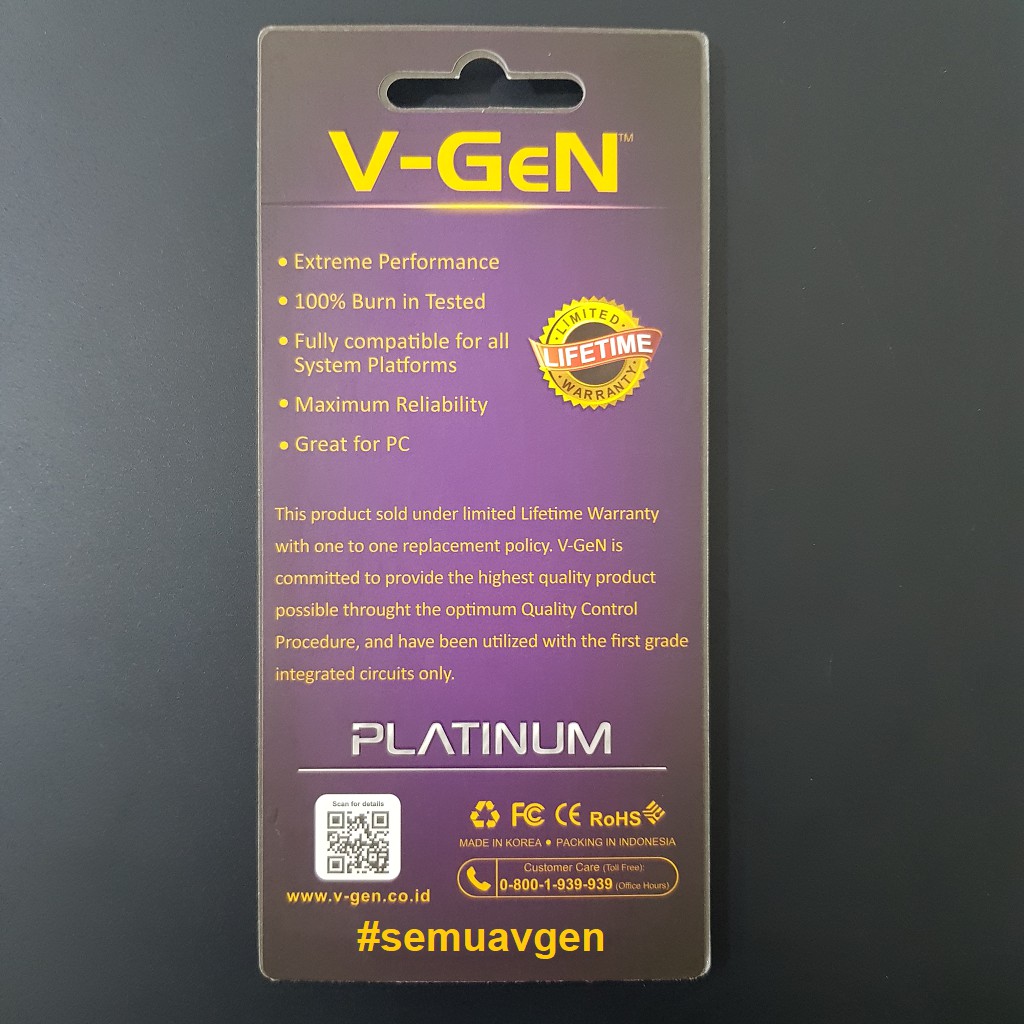 V-GeN™
• Extreme Performance
• 100% Burn in Tested
• Fully compatible for all
System Platforms
• Maximum Reliability
• Great for PC
LIMITED
LIFETIME
WARRANTY
This product sold under limited Lifetime Warranty
with one to one replacement policy. V-GeN is
committed to provide the highest quality product
possible throught the optimum Quality Control
Procedure, and have been utilized with the first grade
integrated circuits only.
PLATINUM
Scan for details
FC CE RoHS
MADE IN KOREA • PACKING IN INDONESIA
Customer Care (Toll Free):
0-800-1-939-939 (Office Hours)
www.v-gen.co.id
#semuavgen